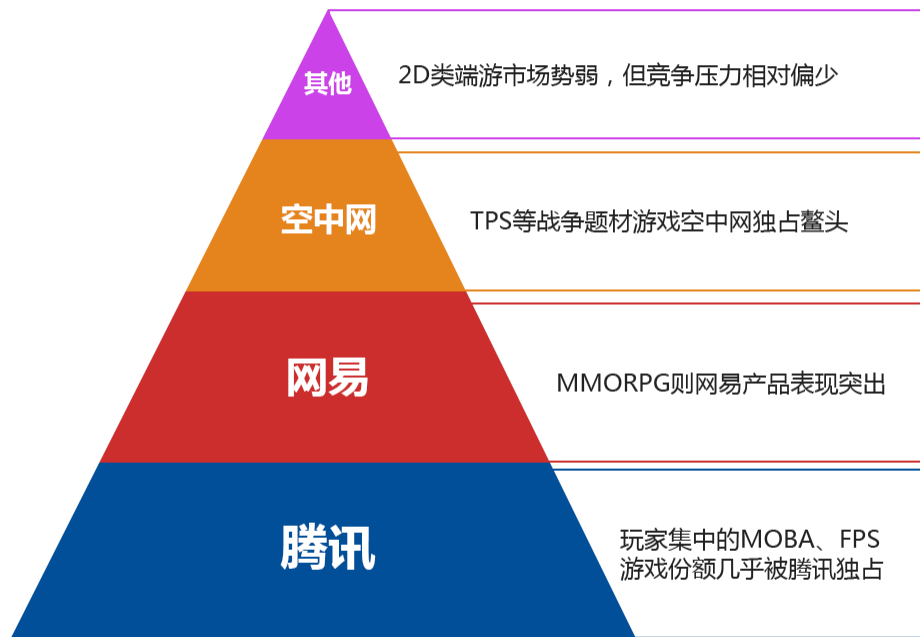 其他
2D类端游市场势弱，但竞争压力相对偏少
空中网
TPS等战争题材游戏空中网独占鳌头
网易
MMORPG则网易产品表现突出
腾讯
玩家集中的MOBA、FPS
游戏份额几乎被腾讯独占